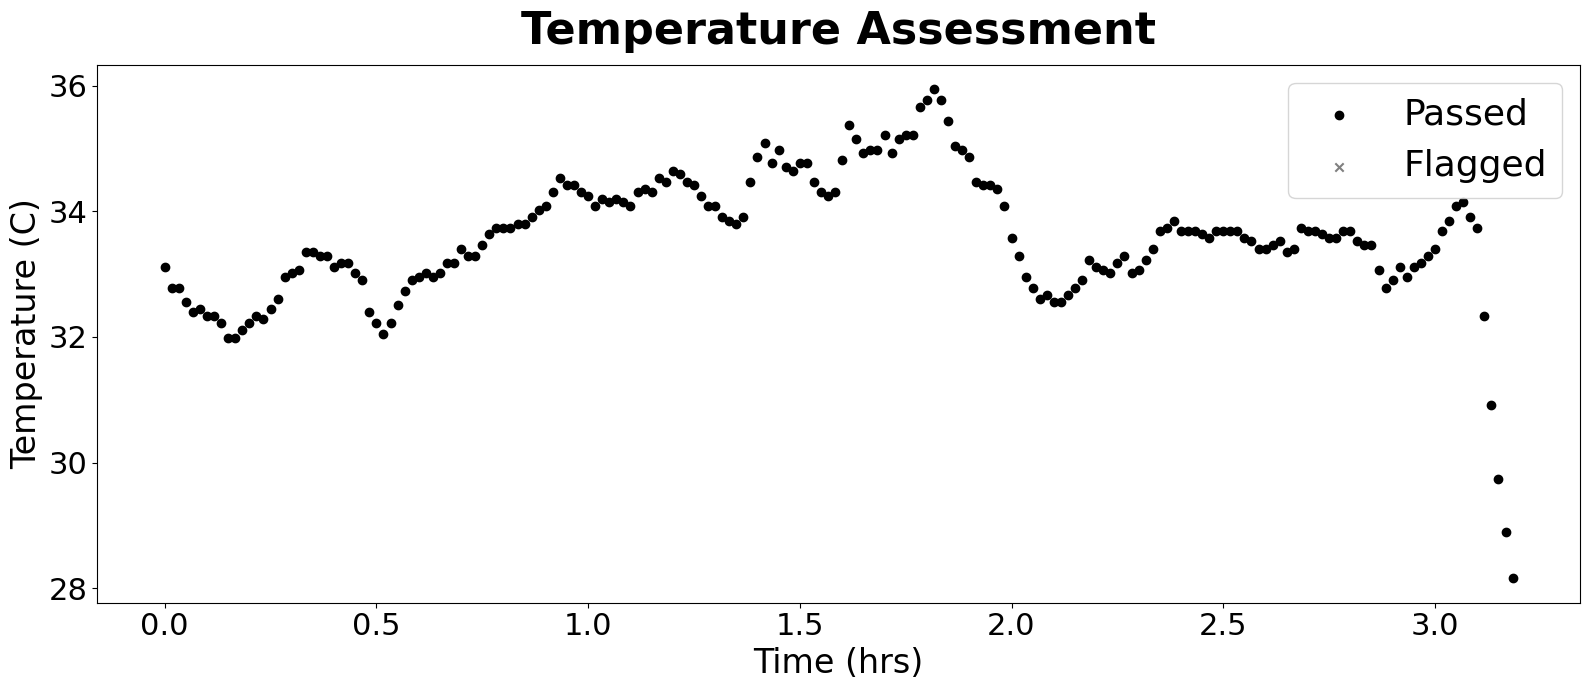 Temperature Assessment
Temperature (C)
36
34
32
30
28
Passed
Flagged
0.0 0.5 1.0 1.5 2.0 2.5 3.0
Time (hrs)